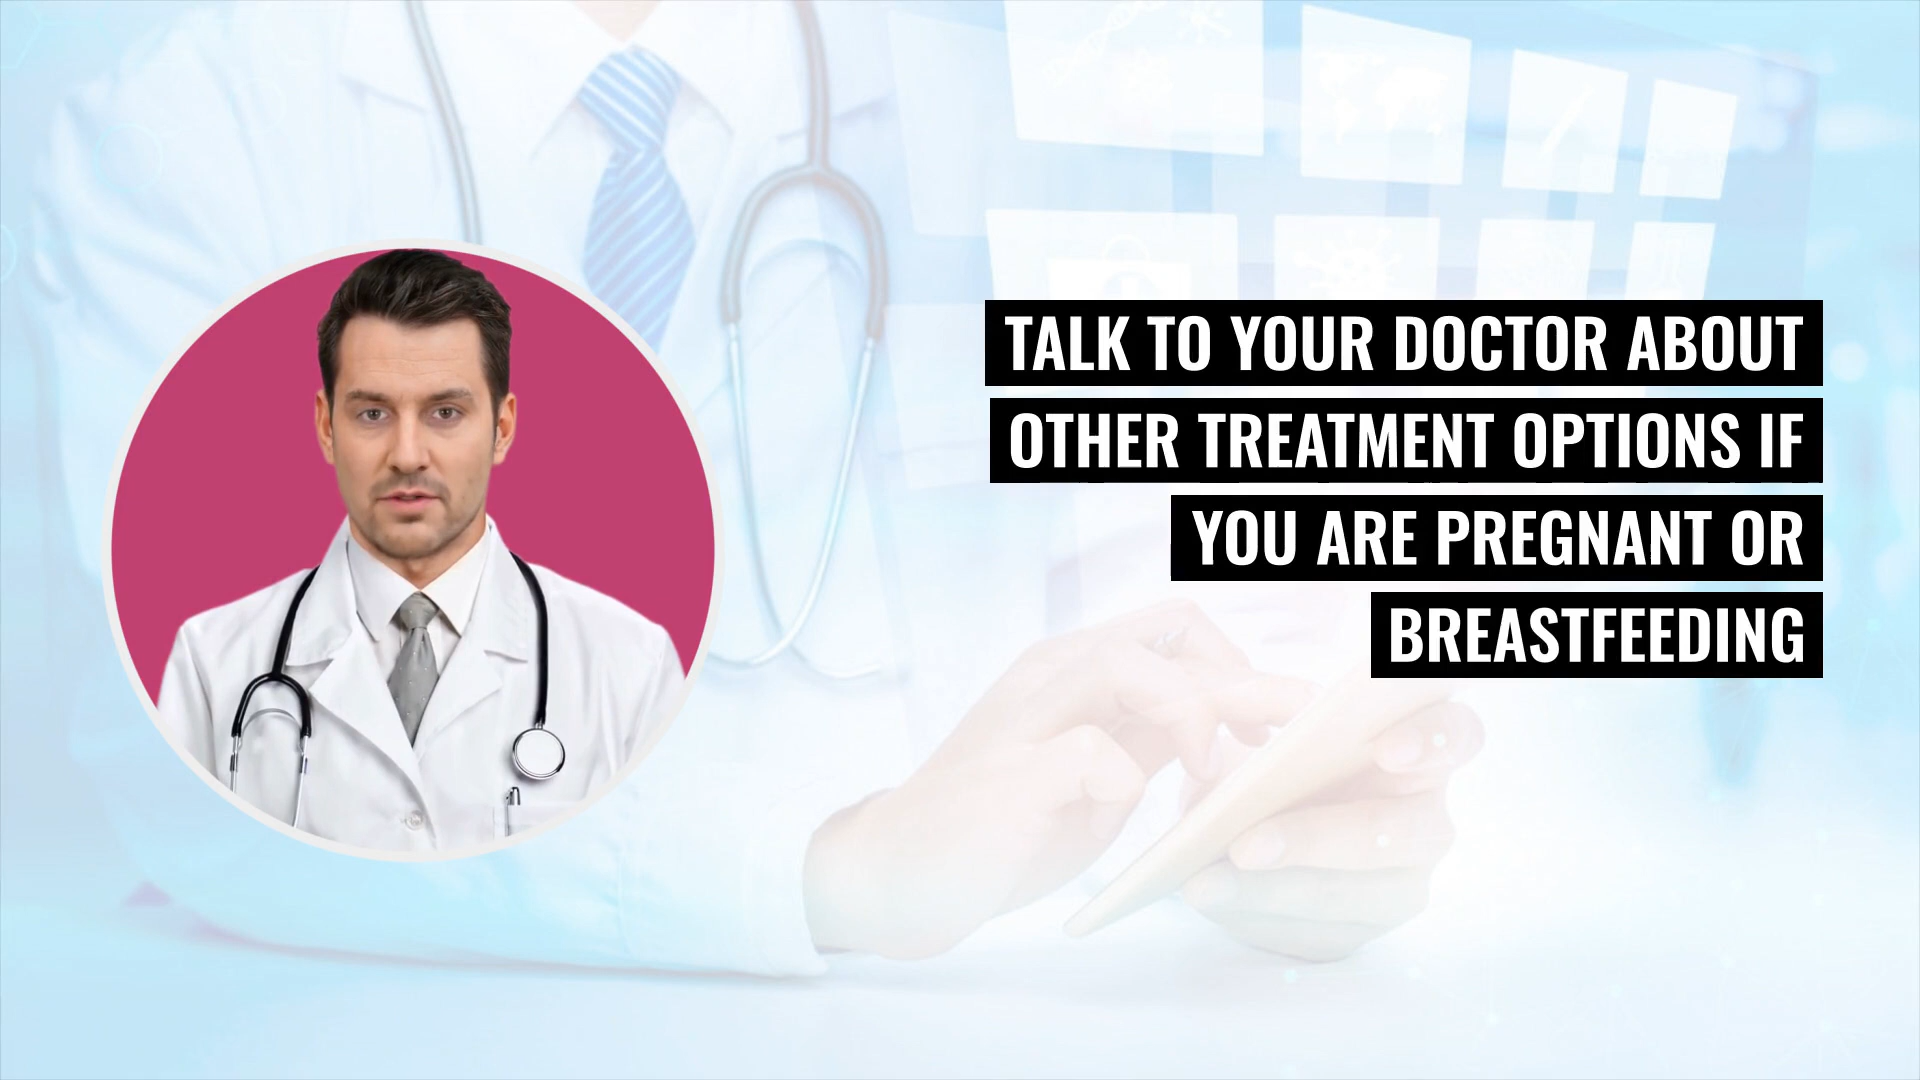 TALK TO YOUR DOCTOR ABOUT
OTHER TREATMENT OPTIONS IF
YOU ARE PREGNANT OR
BREASTFEEDING